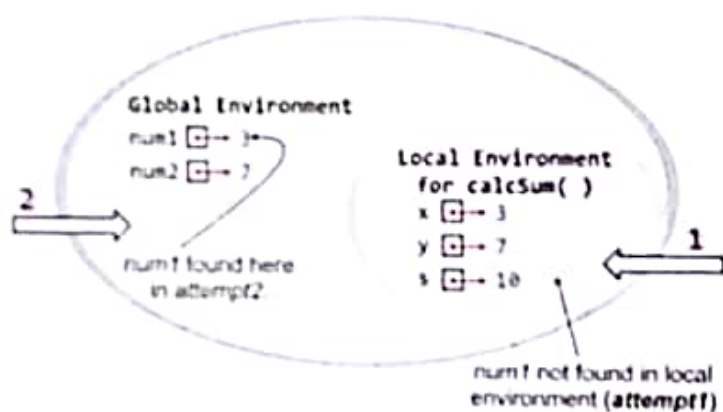 Global Environment
num1 → 3
num2 → 7
2
num1 found here
in attempt2.
Local Environment
for calcSum( )
x → 3
y → 7
s → 10
1
num1 not found in local
environment (attempt1)